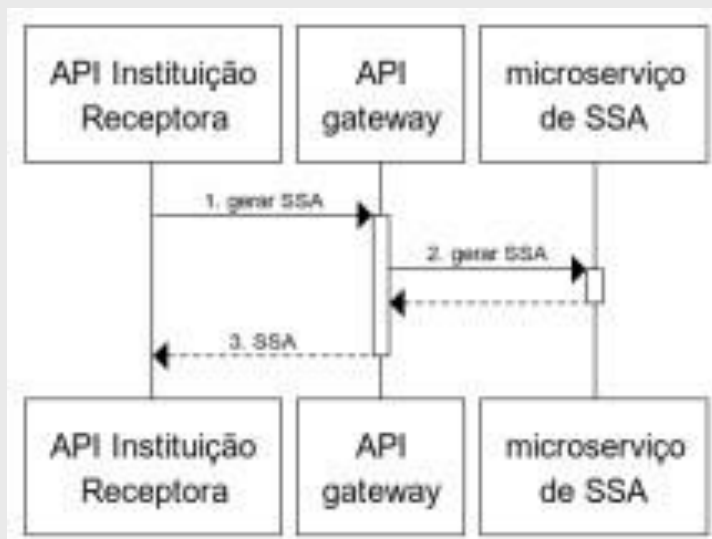 API Instituição
Receptora
API
gateway
microserviço
de SSA
1. gerar SSA
2. gerar SSA
3. SSA
API Instituição
Receptora
API
gateway
microserviço
de SSA